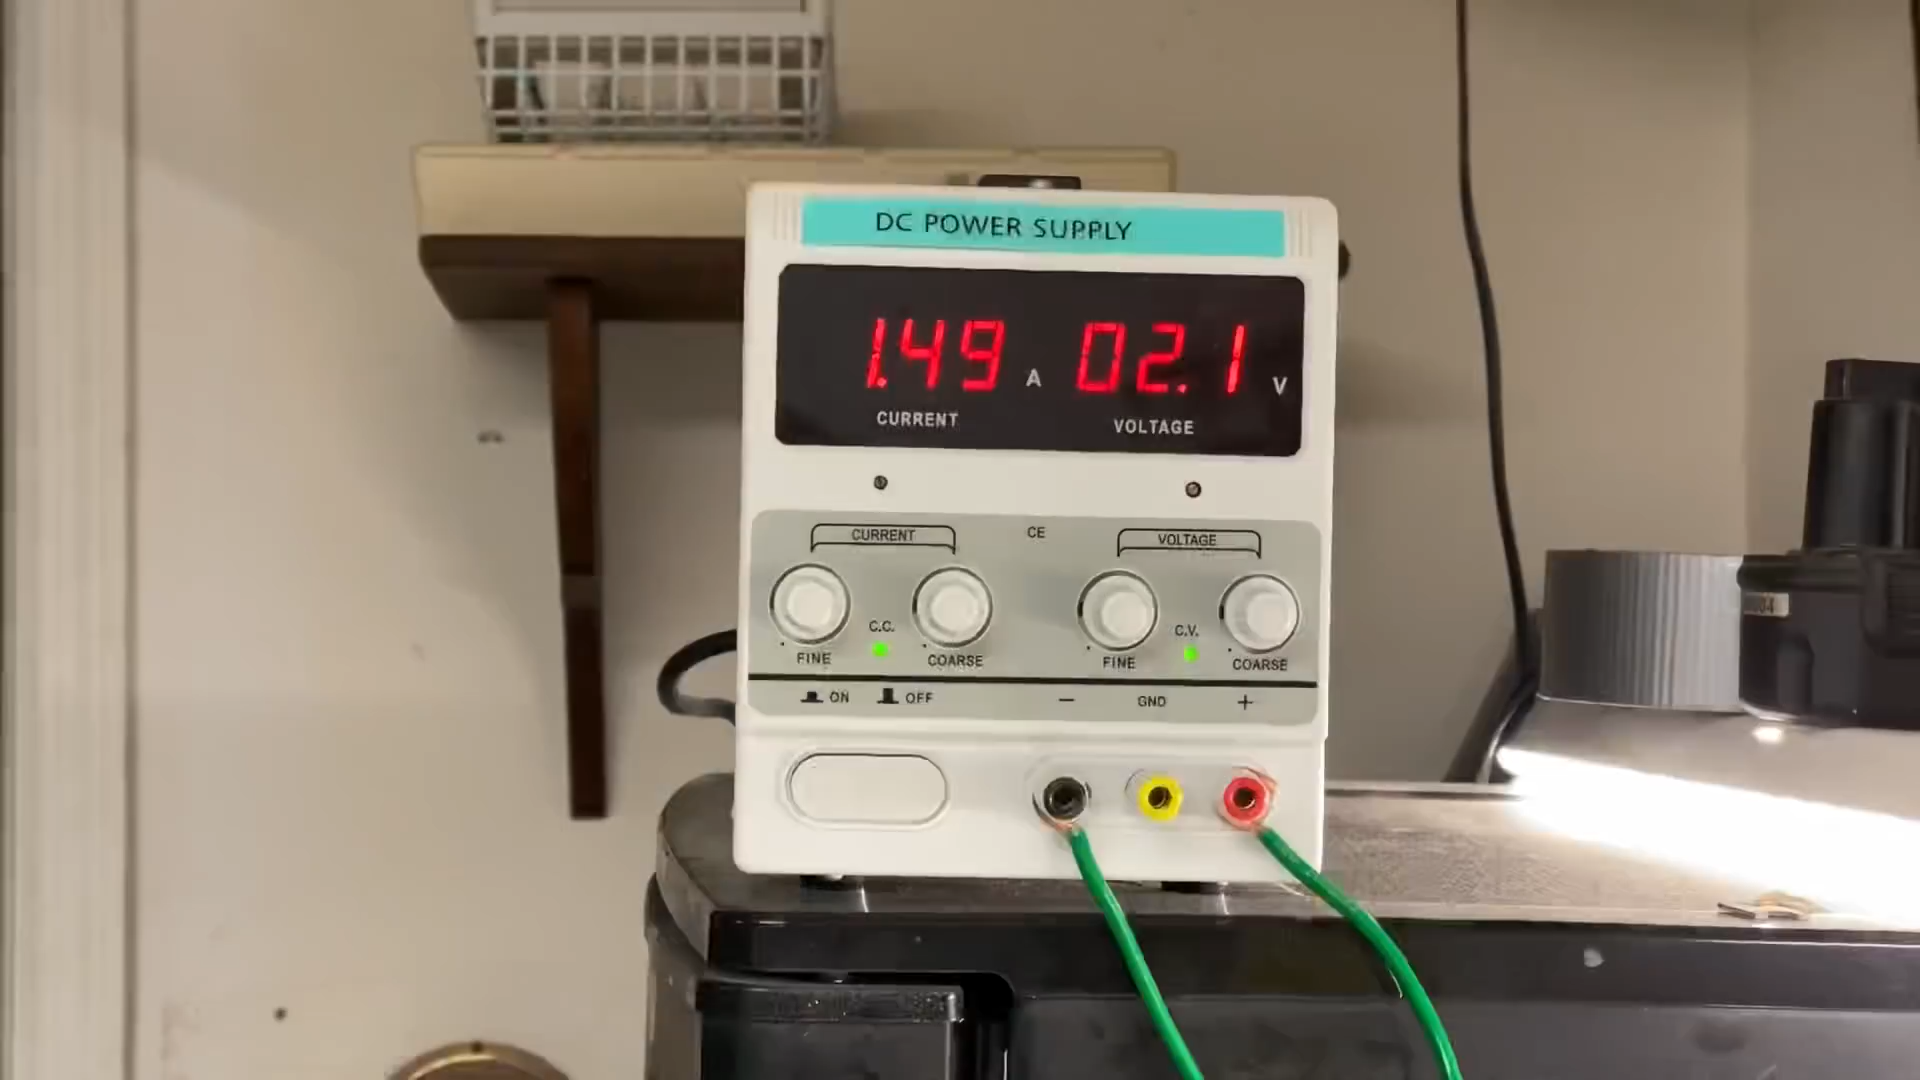 DC POWER SUPPLY
1.49 A 02.1 V
CURRENT VOLTAGE
CURRENT CE VOLTAGE
C.C. C.V.
FINE COARSE FINE COARSE
ON OFF − GND +